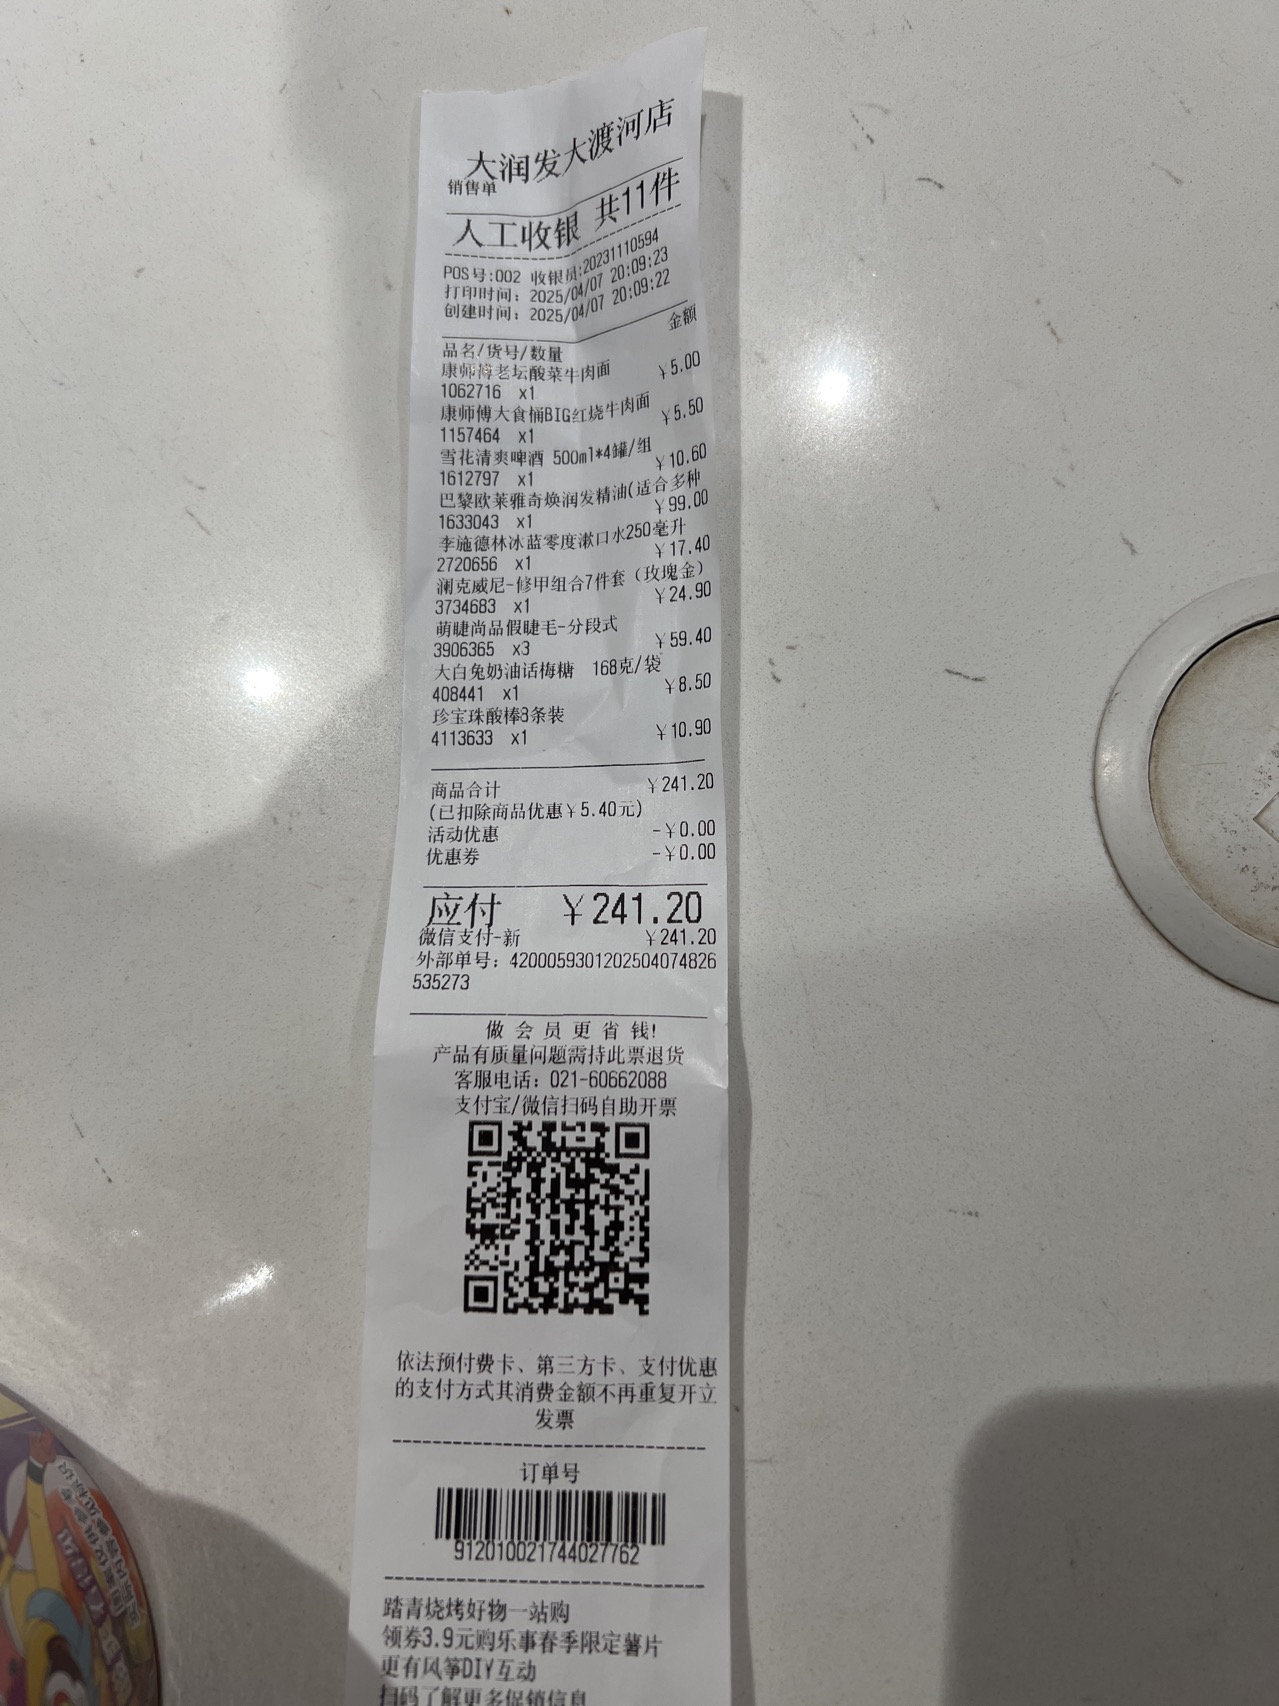 大润发大渡河店
销售单
人工收银 共11件
POS号:002 收银员:20231110594
打印时间：2025/04/07 20:09:23
创建时间：2025/04/07 20:09:22
金额
品名/货号/数量
康师傅老坛酸菜牛肉面
￥5.00
1062716 x1
康师傅大食桶BIG红烧牛肉面
￥5.50
1157464 x1
雪花清爽啤酒 500ml*4罐/组
￥10.60
1612797 x1
巴黎欧莱雅奇焕润发精油(适合多种
￥99.00
1633043 x1
李施德林冰蓝零度漱口水250毫升
￥17.40
2720656 x1
澜克威尼-修甲组合7件套（玫瑰金）
￥24.90
3734683 x1
萌睫尚品假睫毛-分段式
￥59.40
3906365 x3
大白兔奶油话梅糖 168克/袋
￥8.50
408441 x1
珍宝珠酸棒3条装
￥10.90
4113633 x1
商品合计 ￥241.20
(已扣除商品优惠￥5.40元)
活动优惠 -￥0.00
优惠券 -￥0.00
应付 ￥241.20
微信支付-新 ￥241.20
外部单号：4200059301202504074826
535273
做会员更省钱!
产品有质量问题需持此票退货
客服电话：021-60662088
支付宝/微信扫码自助开票
依法预付费卡、第三方卡、支付优惠
的支付方式其消费金额不再重复开立
发票
订单号
912010021744027762
踏青烧烤好物一站购
领券3.9元购乐事春季限定薯片
更有风筝DIY互动
扫码了解更多促销信息